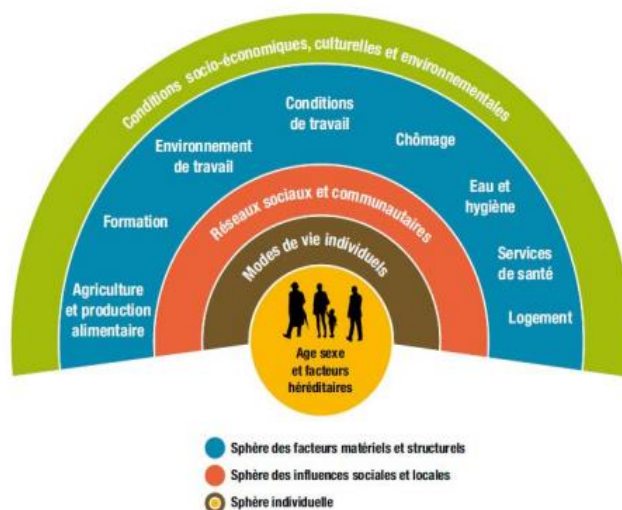 Conditions socio-économiques, culturelles et environnementales
Conditions
de travail
Environnement
de travail
Chômage
Formation
Eau et
hygiène
Agriculture
et production
alimentaire
Services
de santé
Logement
Réseaux sociaux et communautaires
Modes de vie individuels
Age sexe
et facteurs
héréditaires
Sphère des facteurs matériels et structurels
Sphère des influences sociales et locales
Sphère individuelle